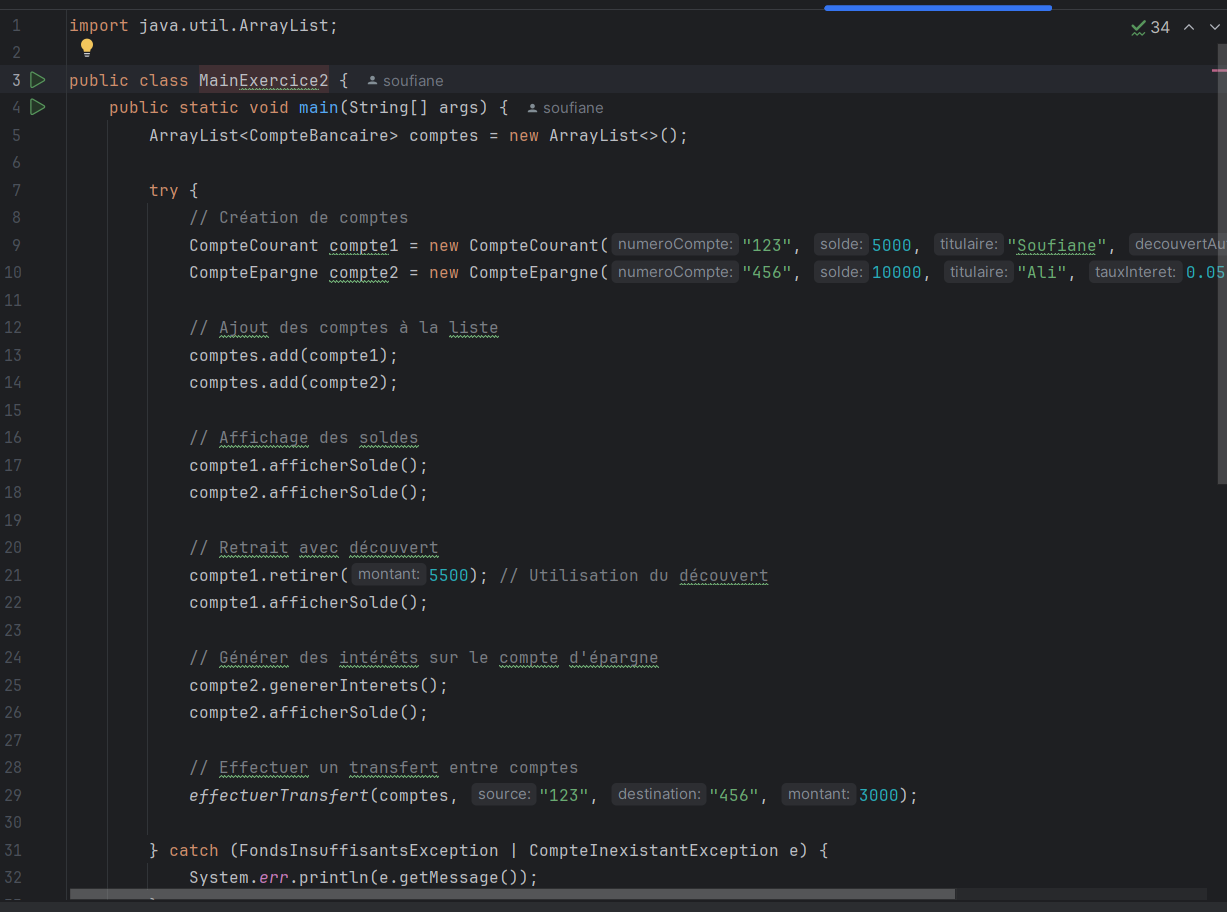 34
1 import java.util.ArrayList;
2
3 public class MainExercice2 { soufiane
4 public static void main(String[] args) { soufiane
5 ArrayList<CompteBancaire> comptes = new ArrayList<>();
6
7 try {
8 // Création de comptes
9 CompteCourant compte1 = new CompteCourant( numeroCompte: "123", solde: 5000, titulaire: "Soufiane", decouvertAu
10 CompteEpargne compte2 = new CompteEpargne( numeroCompte: "456", solde: 10000, titulaire: "Ali", tauxInteret: 0.05
11
12 // Ajout des comptes à la liste
13 comptes.add(compte1);
14 comptes.add(compte2);
15
16 // Affichage des soldes
17 compte1.afficherSolde();
18 compte2.afficherSolde();
19
20 // Retrait avec découvert
21 compte1.retirer( montant: 5500); // Utilisation du découvert
22 compte1.afficherSolde();
23
24 // Générer des intérêts sur le compte d'épargne
25 compte2.genererInterets();
26 compte2.afficherSolde();
27
28 // Effectuer un transfert entre comptes
29 effectuerTransfert(comptes, source: "123", destination: "456", montant: 3000);
30
31 } catch (FondsInsuffisantsException | CompteInexistantException e) {
32 System.err.println(e.getMessage());